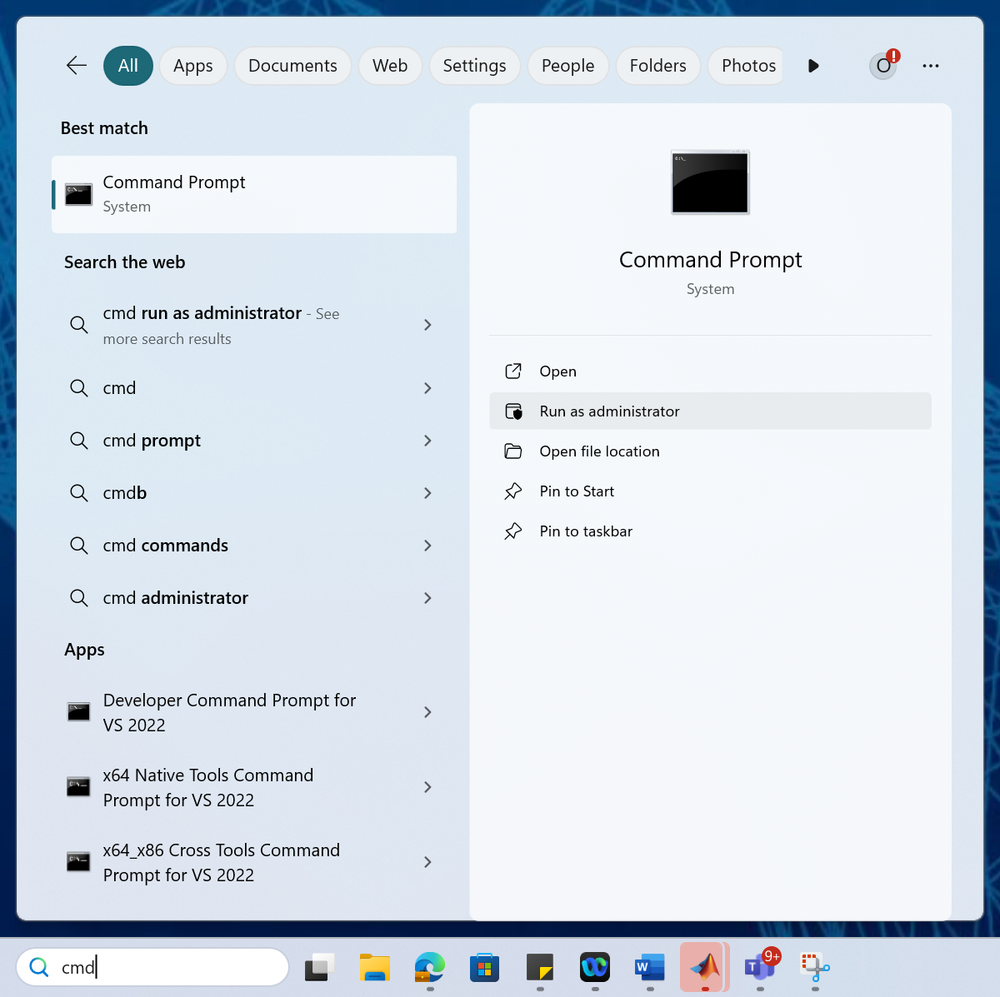 All Apps Documents Web Settings People Folders Photos O ! ...
Best match
Command Prompt
System
Search the web
cmd run as administrator - See
more search results
cmd
cmd prompt
cmdb
cmd commands
cmd administrator
Apps
Developer Command Prompt for
VS 2022
x64 Native Tools Command
Prompt for VS 2022
x64_x86 Cross Tools Command
Prompt for VS 2022
C:\_
Command Prompt
System
Open
Run as administrator
Open file location
Pin to Start
Pin to taskbar
cmd W T 9+